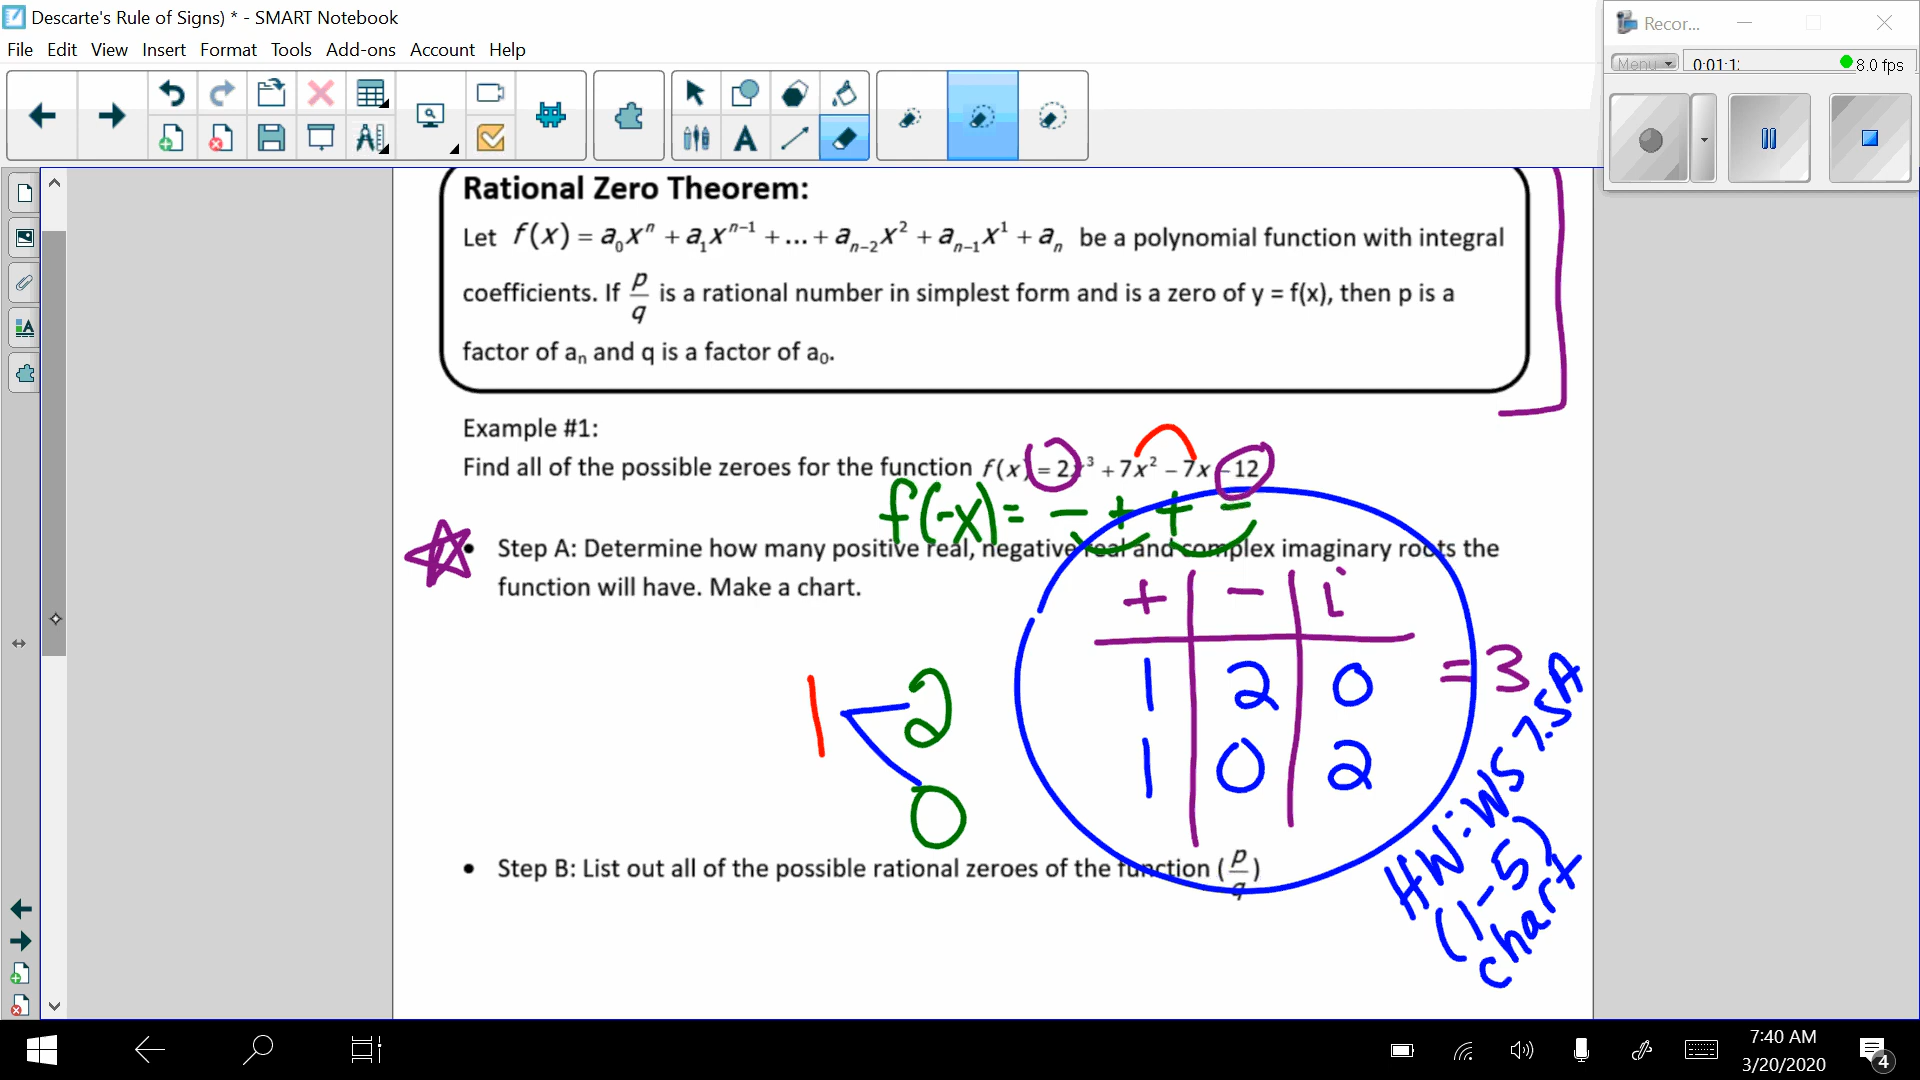 Descarte's Rule of Signs) * - SMART Notebook
File Edit View Insert Format Tools Add-ons Account Help
Recor...
Menu 0:01:1 8.0 fps
Rational Zero Theorem:
Let f(x) = a₀xⁿ + a₁xⁿ⁻¹ + ... + aₙ₋₂x² + aₙ₋₁x¹ + aₙ be a polynomial function with integral
coefficients. If p/q is a rational number in simplest form and is a zero of y = f(x), then p is a
factor of aₙ and q is a factor of a₀.
Example #1:
Find all of the possible zeroes for the function f(x) = 2x³ + 7x² − 7x − 12
f(-x) = − + + −
• Step A: Determine how many positive real, negative real and complex imaginary roots the
function will have. Make a chart.
+ − i
1 2 0 = 3
1 0 2
1 2
0
HW: WS 7.5A
(1-5)
chart
• Step B: List out all of the possible rational zeroes of the function (p/q)
7:40 AM
3/20/2020
4